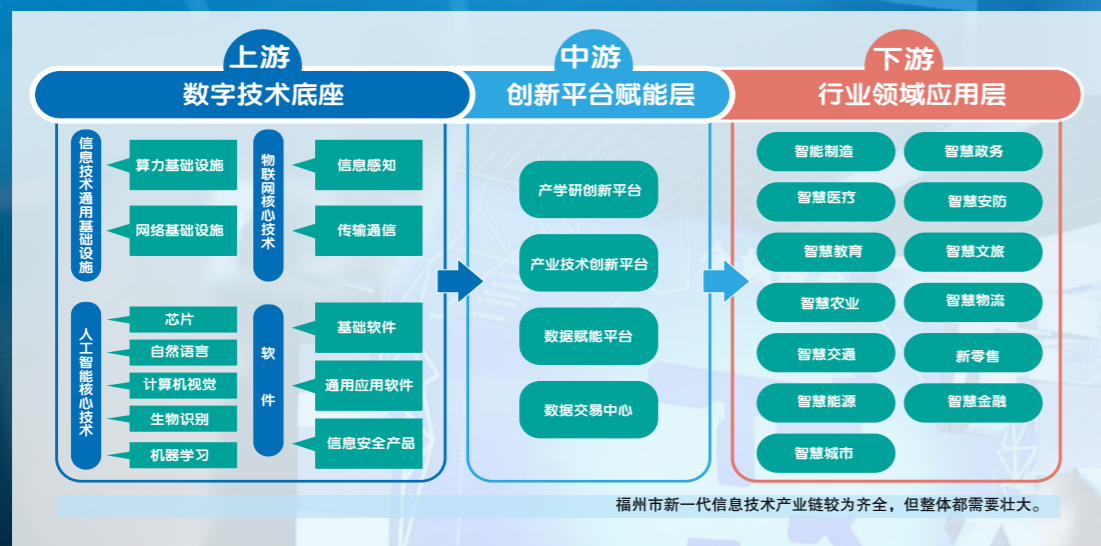 上游
数字技术底座
中游
创新平台赋能层
下游
行业领域应用层
信息技术通用基础设施
算力基础设施
网络基础设施
物联网核心技术
信息感知
传输通信
人工智能核心技术
芯片
自然语言
计算机视觉
生物识别
机器学习
软件
基础软件
通用应用软件
信息安全产品
产学研创新平台
产业技术创新平台
数据赋能平台
数据交易中心
智能制造
智慧政务
智慧医疗
智慧安防
智慧教育
智慧文旅
智慧农业
智慧物流
智慧交通
新零售
智慧能源
智慧金融
智慧城市
福州市新一代信息技术产业链较为齐全，但整体都需要壮大。